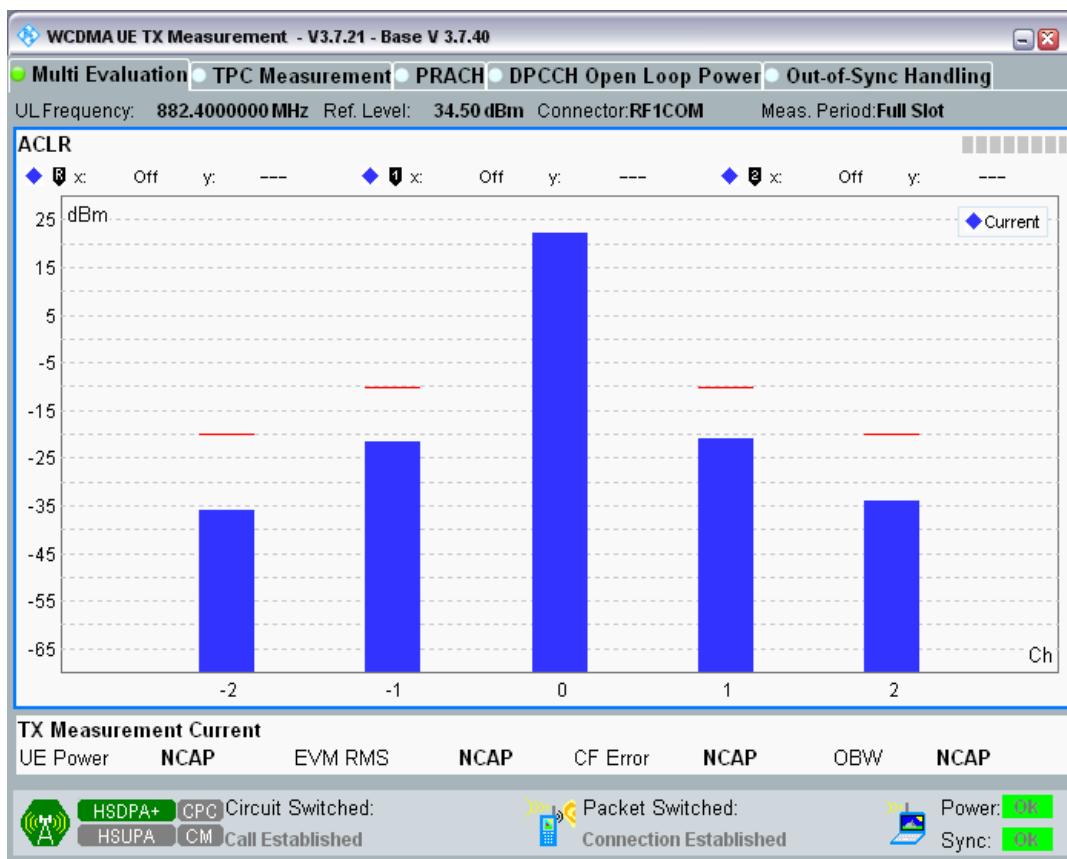 WCDMA UE TX Measurement - V3.7.21 - Base V 3.7.40
Multi Evaluation TPC Measurement PRACH DPCCH Open Loop Power Out-of-Sync Handling
UL Frequency: 882.4000000 MHz Ref. Level: 34.50 dBm Connector:RF1COM Meas. Period:Full Slot
ACLR
R x: Off y: --- 1 x: Off y: --- 2 x: Off y: ---
dBm
Current
25
15
5
-5
-15
-25
-35
-45
-55
-65
Ch
-2 -1 0 1 2
TX Measurement Current
UE Power NCAP EVM RMS NCAP CF Error NCAP OBW NCAP
HSDPA+ CPC Circuit Switched: Packet Switched: Power: Ok
HSUPA CM Call Established Connection Established Sync: Ok